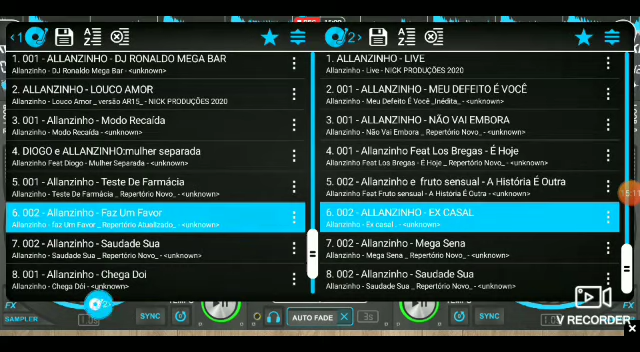 1
1. 001 - ALLANZINHO - DJ RONALDO MEGA BAR
Allanzinho - DJ Ronaldo Mega Bar - <unknown>
2. ALLANZINHO - LOUCO AMOR
Allanzinho - Louco Amor _ versão AR15_ - NICK PRODUÇÕES 2020
3. 001 - Allanzinho - Modo Recaída
Allanzinho - Modo Recaída - <unknown>
4. DIOGO e ALLANZINHO:mulher separada
Allanzinho Feat Diogo - Mulher Separada - <unknown>
5. 001 - Allanzinho - Teste De Farmácia
Allanzinho - Teste De Farmácia _ Repertório Novo_ - <unknown>
6. 002 - Allanzinho - Faz Um Favor
Allanzinho - faz Um Favor _ Repertório Atualizado_ - <unknown>
7. 002 - Allanzinho - Saudade Sua
Allanzinho - Saudade Sua _ Repertório Novo_ - <unknown>
8. 001 - Allanzinho - Chega Doi
Allanzinho - Chega Dói - <unknown>
2
1. ALLANZINHO - LIVE
Allanzinho - Live - NICK PRODUÇÕES 2020
2. 001 - ALLANZINHO - MEU DEFEITO É VOCÊ
Allanzinho - Meu Defeito É Você _Inédita_ - <unknown>
3. 001 - ALLANZINHO - NÃO VAI EMBORA
Allanzinho - Não Vai Embora _ Repertório Novo_ - <unknown>
4. 001 - Allanzinho Feat Los Bregas - É Hoje
Allanzinho Feat Los Bregas - É Hoje _ Repertório Novo_ - <unknown>
5. 002 - Allanzinho e fruto sensual - A História É Outra
Allanzinho Feat Fruto sensual - A História É Outra - <unknown>
6. 002 - ALLANZINHO - EX CASAL
Allanzinho - Ex casal - <unknown>
7. 002 - Allanzinho - Mega Sena
Allanzinho - Mega Sena _ Repertório Novo_ - <unknown>
8. 002 - Allanzinho - Saudade Sua
Allanzinho - Saudade Sua _ Repertório Novo_ - <unknown>
5:11
FX
SAMPLER
2
SYNC
AUTO FADE
3s
SYNC
V RECORDER